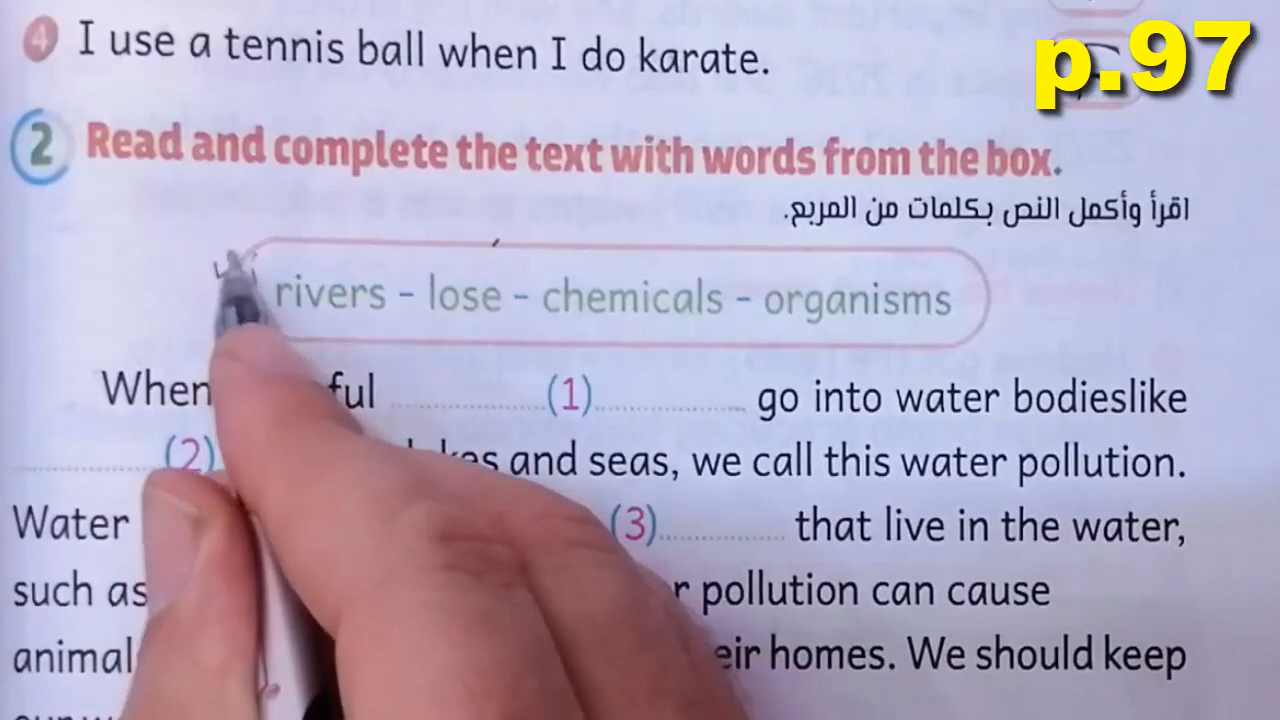 4 I use a tennis ball when I do karate.
p.97
2 Read and complete the text with words from the box.
اقرأ وأكمل النص بكلمات من المربع.
rivers - lose - chemicals - organisms
When ful (1) go into water bodieslike
(2) and seas, we call this water pollution.
Water (3) that live in the water,
such as pollution can cause
homes. We should keep